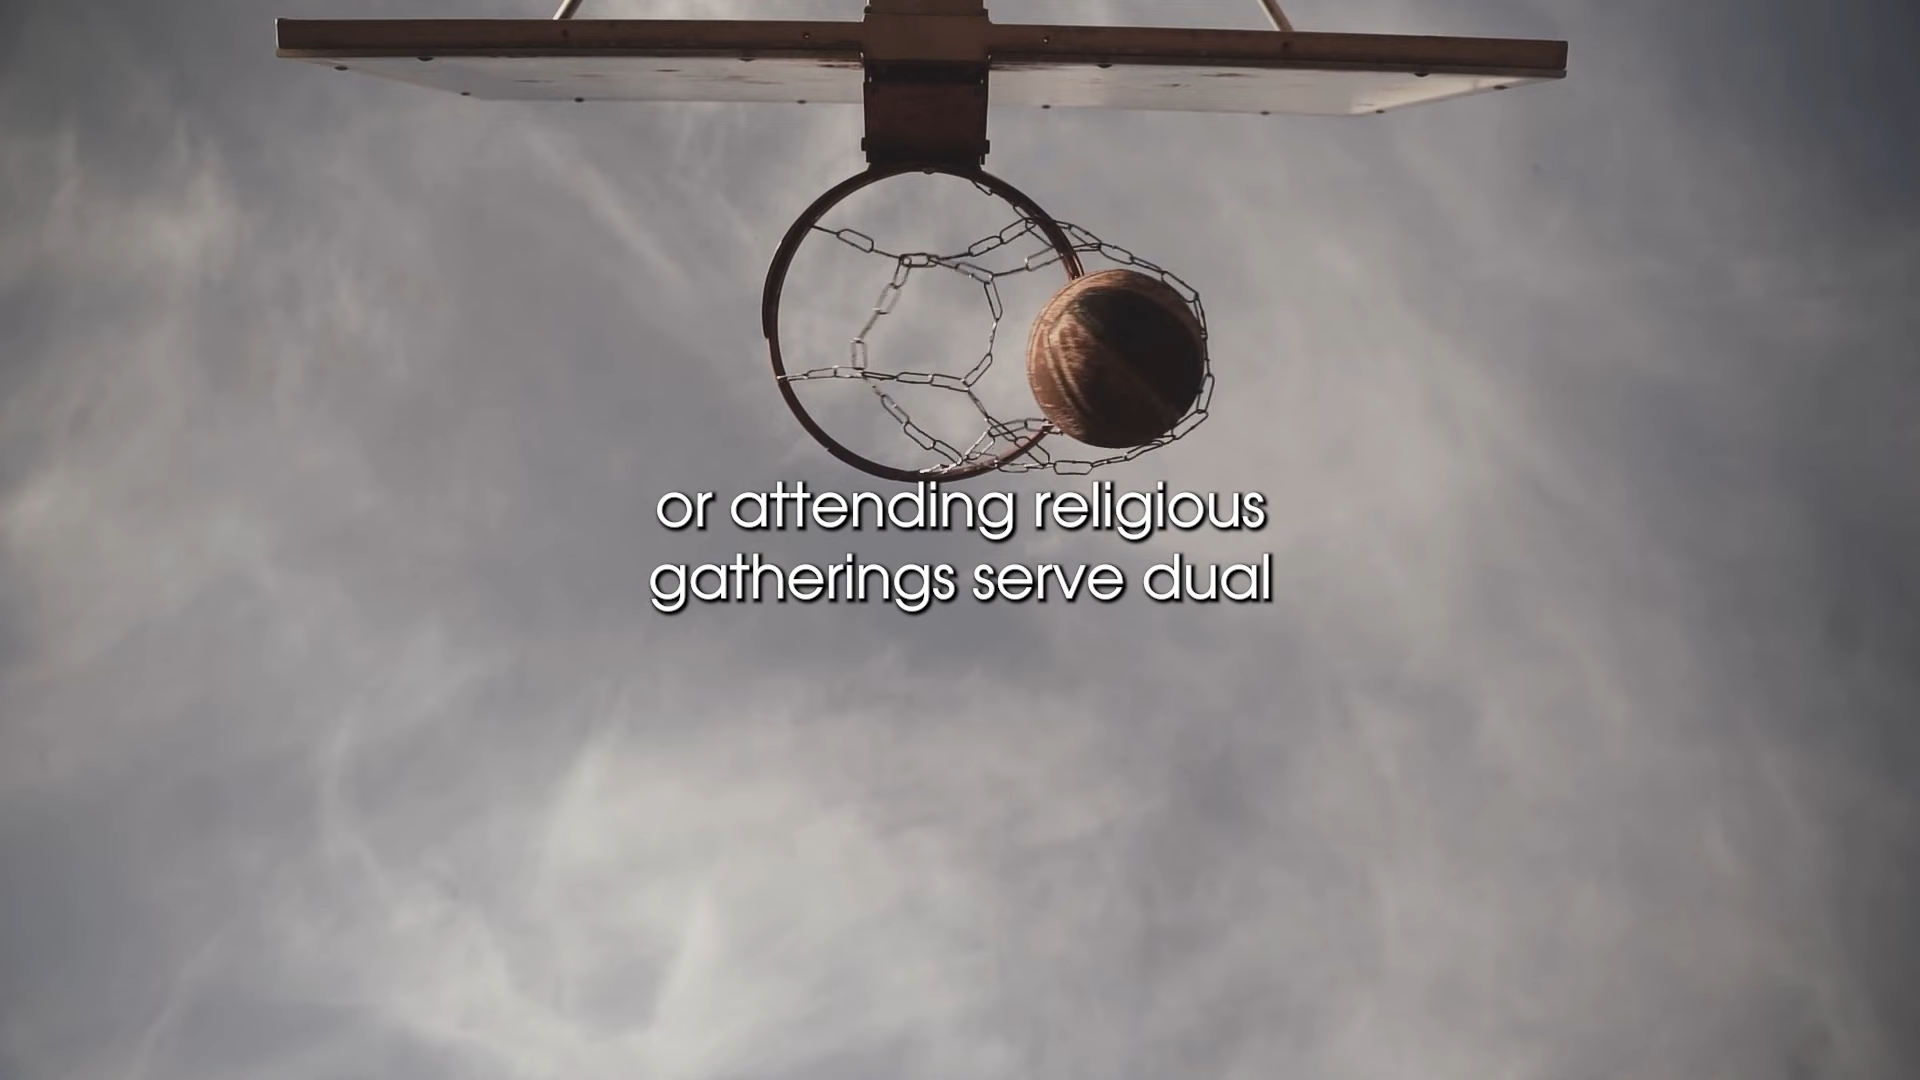 or attending religious
gatherings serve dual